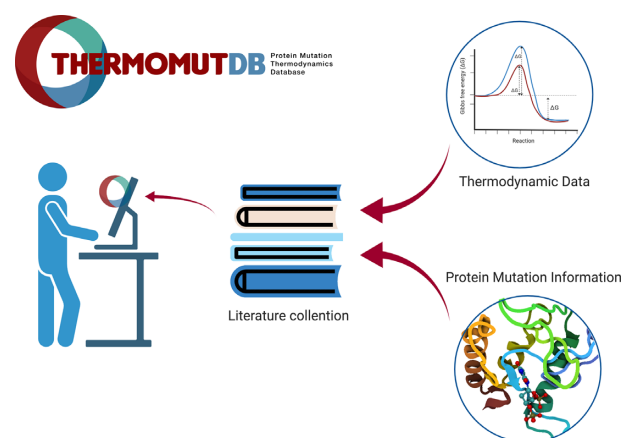 THERMOMUTDB
Protein Mutation
Thermodynamics
Database
Gibbs free energy (ΔG)
ΔG
ΔG
ΔG
Reaction
Thermodynamic Data
Protein Mutation Information
Literature collention